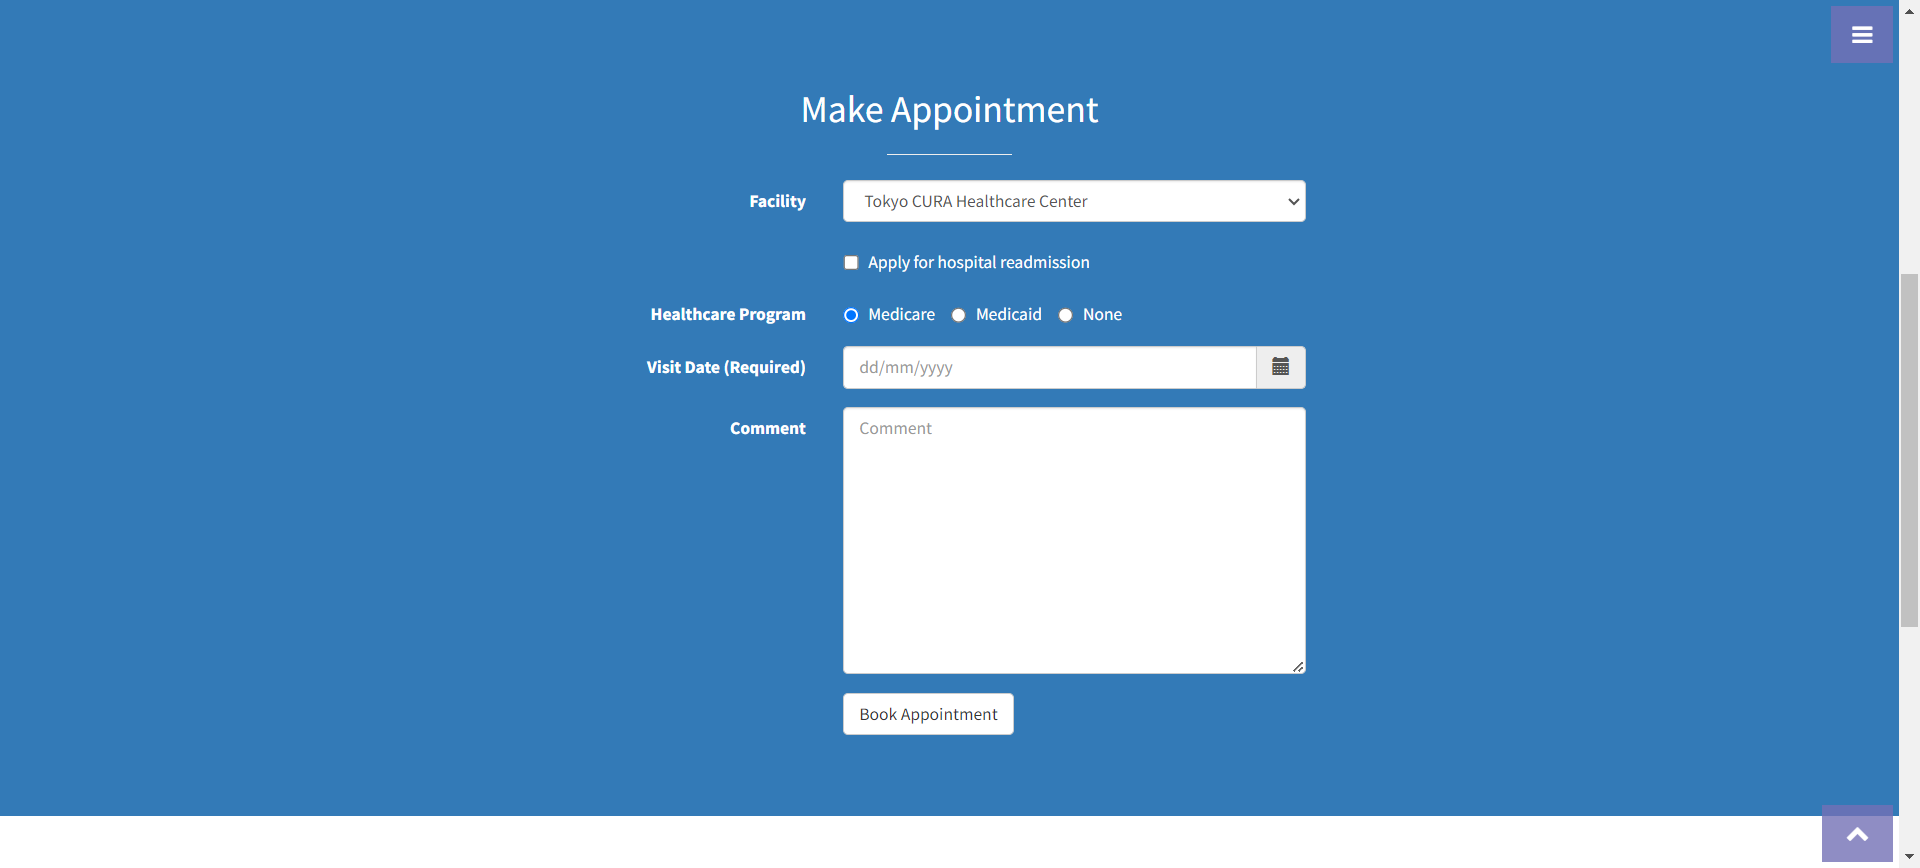 Make Appointment
Facility
Tokyo CURA Healthcare Center
Apply for hospital readmission
Healthcare Program
Medicare Medicaid None
Visit Date (Required)
dd/mm/yyyy
Comment
Comment
Book Appointment